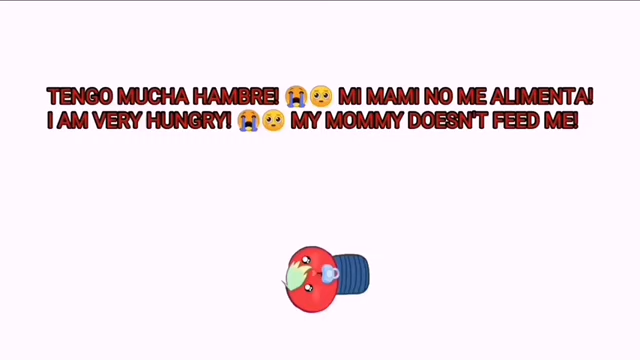 TENGO MUCHA HAMBRE! 😭🥺 MI MAMI NO ME ALIMENTA!
I AM VERY HUNGRY! 😭🥺 MY MOMMY DOESN'T FEED ME!